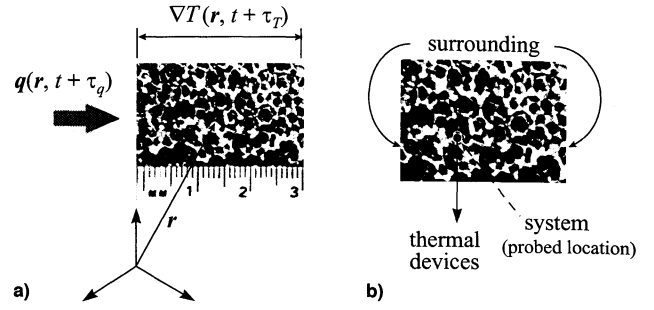 ∇T(r, t + τ_T)
q(r, t + τ_q)
1 2 3
r
a)
surrounding
thermal
devices
system
(probed location)
b)